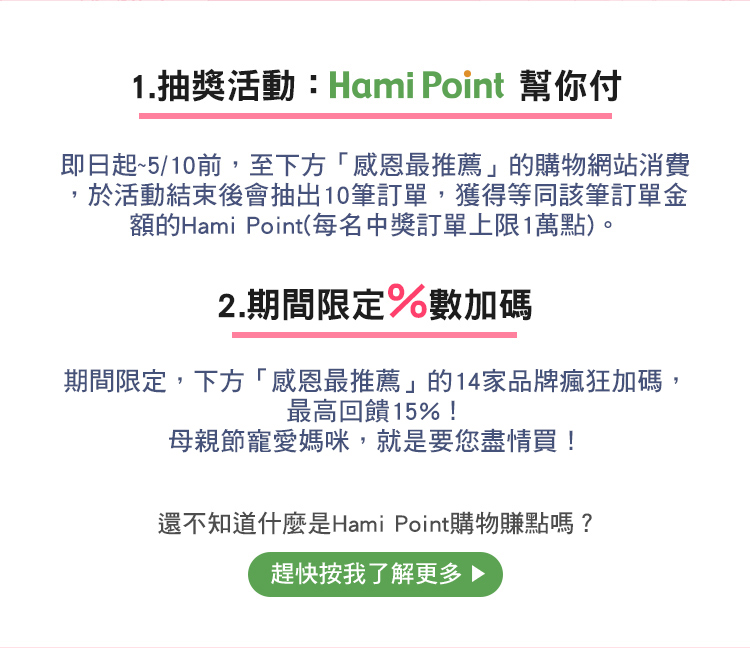 1.抽獎活動：Hami Point 幫你付
即日起~5/10前，至下方「感恩最推薦」的購物網站消費
，於活動結束後會抽出10筆訂單，獲得等同該筆訂單金
額的Hami Point(每名中獎訂單上限1萬點)。
2.期間限定%數加碼
期間限定，下方「感恩最推薦」的14家品牌瘋狂加碼，
最高回饋15%！
母親節寵愛媽咪，就是要您盡情買！
還不知道什麼是Hami Point購物賺點嗎？
趕快按我了解更多 ▶